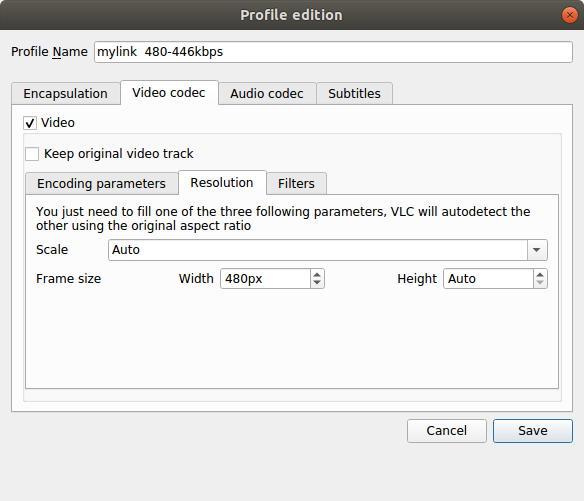 Profile edition
Profile Name mylink 480-446kbps
Encapsulation Video codec Audio codec Subtitles
Video
Keep original video track
Encoding parameters Resolution Filters
You just need to fill one of the three following parameters, VLC will autodetect the
other using the original aspect ratio
Scale Auto
Frame size Width 480px Height Auto
Cancel Save